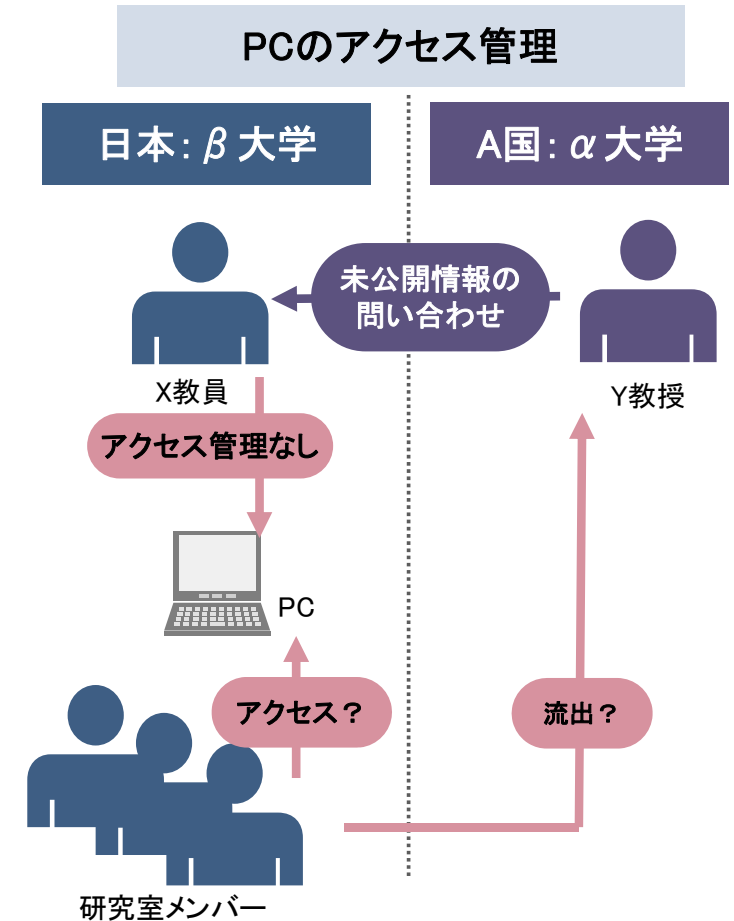 PCのアクセス管理
日本：β大学
A国：α大学
未公開情報の
問い合わせ
X教員
Y教授
アクセス管理なし
PC
アクセス？
流出？
研究室メンバー